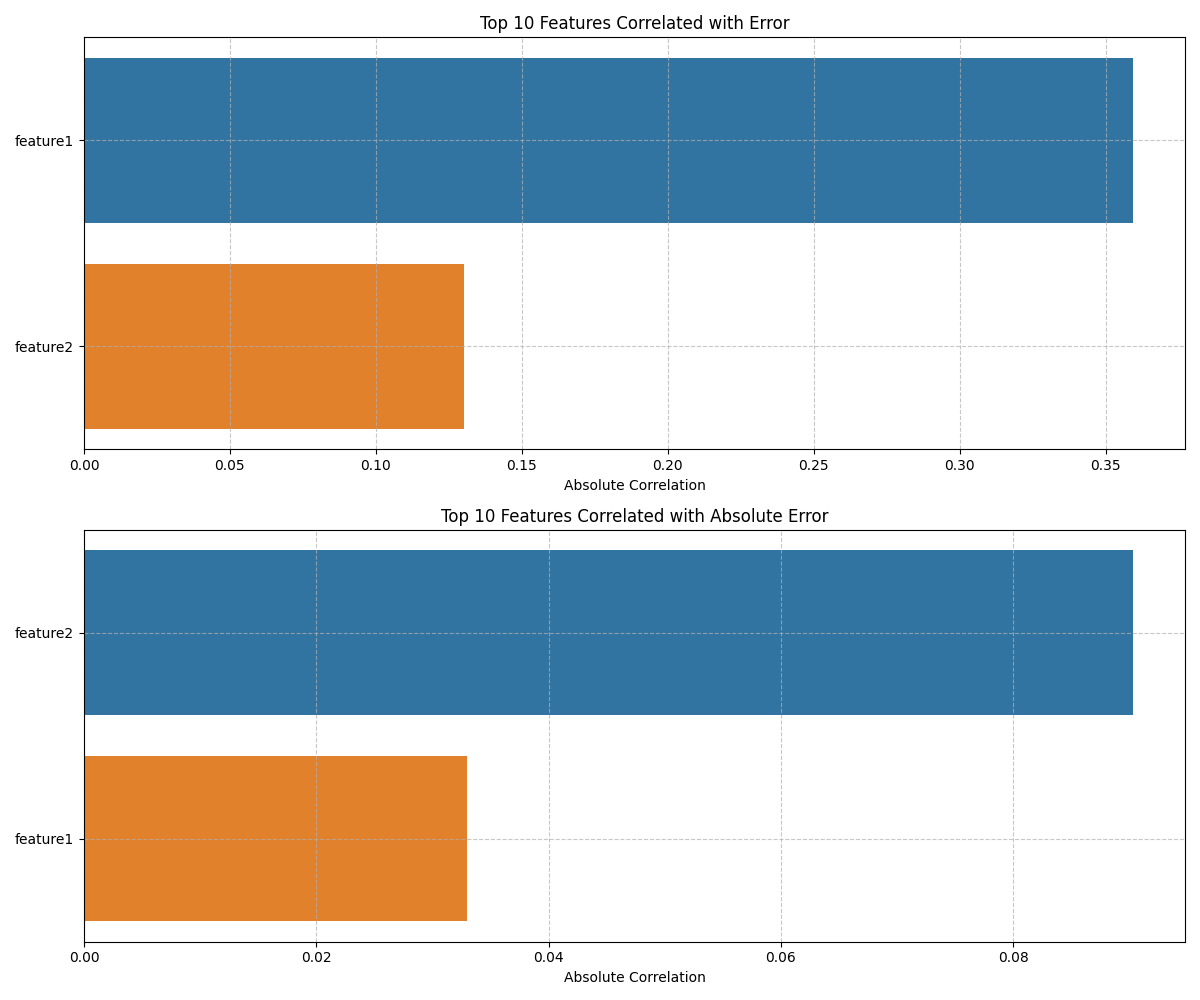 Top 10 Features Correlated with Error
feature1
feature2
0.00 0.05 0.10 0.15 0.20 0.25 0.30 0.35
Absolute Correlation
Top 10 Features Correlated with Absolute Error
feature2
feature1
0.00 0.02 0.04 0.06 0.08
Absolute Correlation